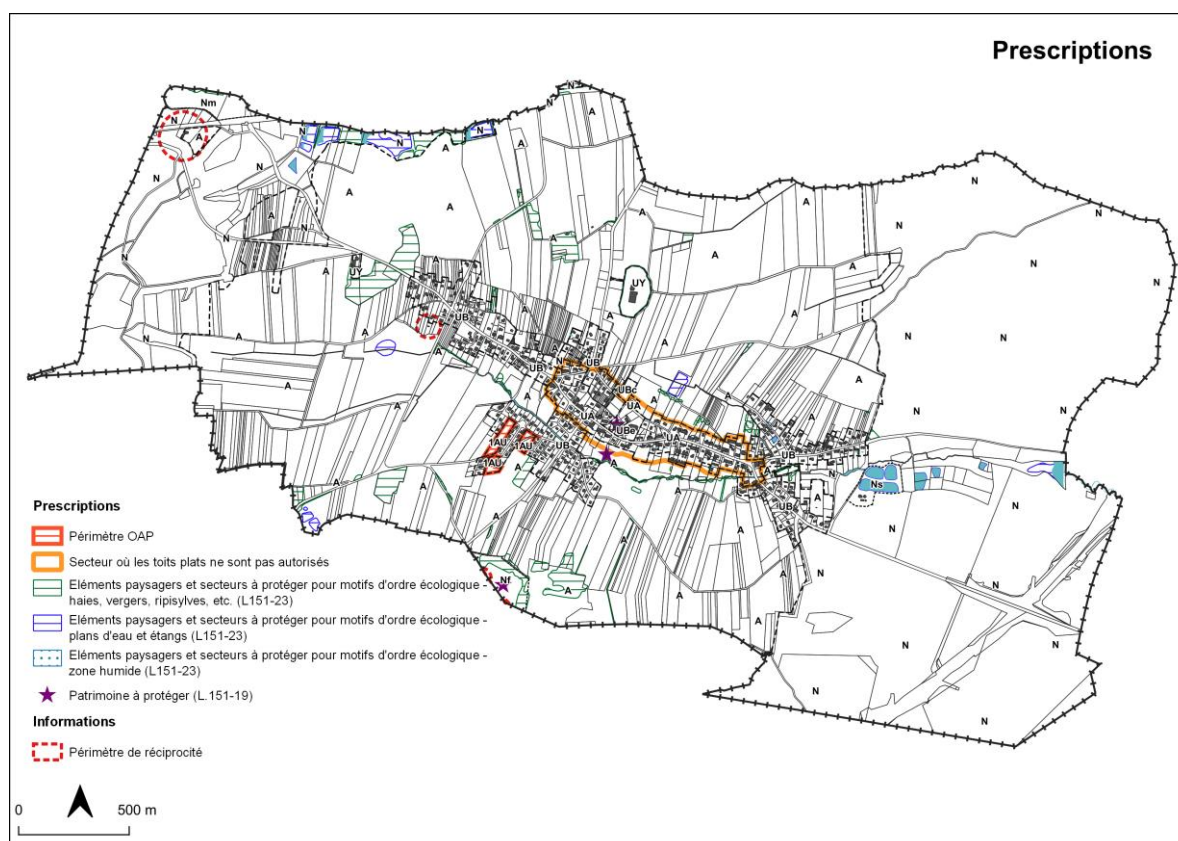 Prescriptions
Nm
N
A
N
N
N
N
N
A
A
A
N
N
N
A
N
N
A
A
A
A
A
N
N
N
N
N
UY
A
A
UY
A
A
N
A
A
UB
A
N
A
A
UB
N
UB
UBc
UA
A
A
N
N
A
UA
UBe
UA
1AU
1AU
1AU
UB
A
UB
N
Ns
A
UB
N
A
A
A
Nf
A
A
A
N
N
N
N
N
N
Prescriptions
Périmètre OAP
Secteur où les toits plats ne sont pas autorisés
Eléments paysagers et secteurs à protéger pour motifs d'ordre écologique -
haies, vergers, ripisylves, etc. (L151-23)
Eléments paysagers et secteurs à protéger pour motifs d'ordre écologique -
plans d'eau et étangs (L151-23)
Eléments paysagers et secteurs à protéger pour motifs d'ordre écologique -
zone humide (L151-23)
Patrimoine à protéger (L.151-19)
Informations
Périmètre de réciprocité
0 500 m